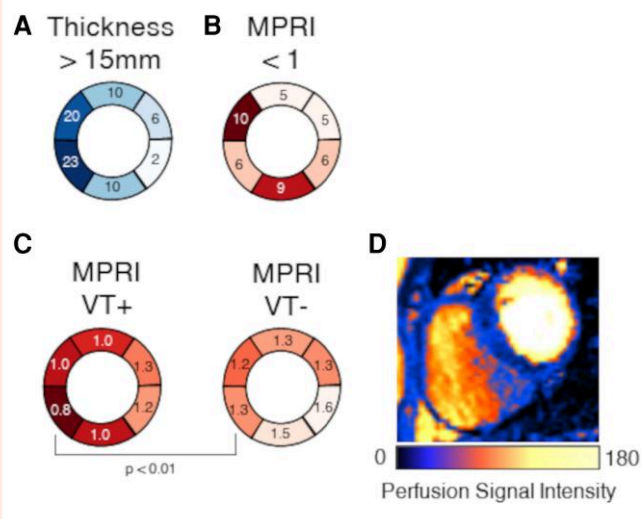 A Thickness
> 15mm
10
20
6
23
2
10
B MPRI
< 1
5
10
5
6
6
9
C
MPRI
VT+
1.0
1.0
1.3
0.8
1.2
1.0
MPRI
VT-
1.3
1.2
1.3
1.3
1.6
1.5
p < 0.01
D
0 180
Perfusion Signal Intensity